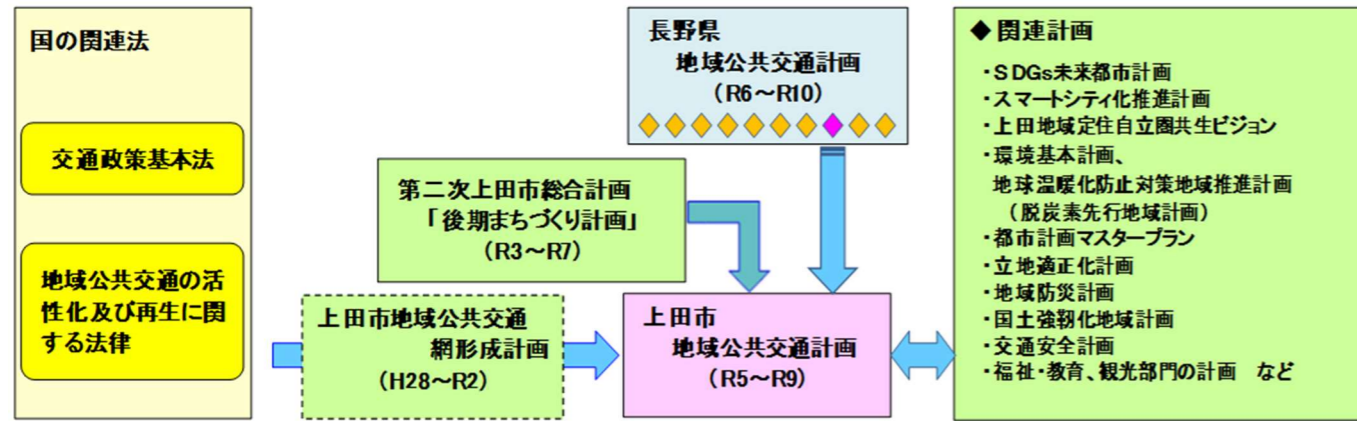 国の関連法
交通政策基本法
地域公共交通の活
性化及び再生に関
する法律
長野県
地域公共交通計画
(R6～R10)
第二次上田市総合計画
「後期まちづくり計画」
(R3～R7)
上田市地域公共交通
網形成計画
(H28～R2)
上田市
地域公共交通計画
(R5～R9)
◆関連計画
・SDGs未来都市計画
・スマートシティ化推進計画
・上田地域定住自立圏共生ビジョン
・環境基本計画、
地球温暖化防止対策地域推進計画
(脱炭素先行地域計画)
・都市計画マスタープラン
・立地適正化計画
・地域防災計画
・国土強靭化地域計画
・交通安全計画
・福祉・教育、観光部門の計画 など